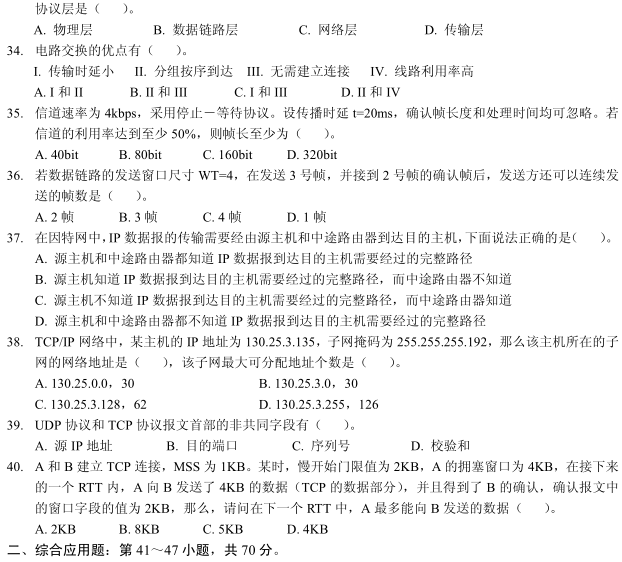 协议层是（　　）。
A. 物理层　　B. 数据链路层　　C. 网络层　　D. 传输层
34. 电路交换的优点有（　　）。
I. 传输时延小　II. 分组按序到达　III. 无需建立连接　IV. 线路利用率高
A. I 和 II　　B. II 和 III　　C. I 和 III　　D. II 和 IV
35. 信道速率为 4kbps，采用停止－等待协议。设传播时延 t=20ms，确认帧长度和处理时间均可忽略。若
信道的利用率达到至少 50%，则帧长至少为（　　）。
A. 40bit　　B. 80bit　　C. 160bit　　D. 320bit
36. 若数据链路的发送窗口尺寸 WT=4，在发送 3 号帧，并接到 2 号帧的确认帧后，发送方还可以连续发
送的帧数是（　　）。
A. 2 帧　　B. 3 帧　　C. 4 帧　　D. 1 帧
37. 在因特网中，IP 数据报的传输需要经由源主机和中途路由器到达目的主机，下面说法正确的是（　　）。
A. 源主机和中途路由器都知道 IP 数据报到达目的主机需要经过的完整路径
B. 源主机知道 IP 数据报到达目的主机需要经过的完整路径，而中途路由器不知道
C. 源主机不知道 IP 数据报到达目的主机需要经过的完整路径，而中途路由器知道
D. 源主机和中途路由器都不知道 IP 数据报到达目的主机需要经过的完整路径
38. TCP/IP 网络中，某主机的 IP 地址为 130.25.3.135，子网掩码为 255.255.255.192，那么该主机所在的子
网的网络地址是（　　），该子网最大可分配地址个数是（　　）。
A. 130.25.0.0，30　　B. 130.25.3.0，30
C. 130.25.3.128，62　　D. 130.25.3.255，126
39. UDP 协议和 TCP 协议报文首部的非共同字段有（　　）。
A. 源 IP 地址　　B. 目的端口　　C. 序列号　　D. 校验和
40. A 和 B 建立 TCP 连接，MSS 为 1KB。某时，慢开始门限值为 2KB，A 的拥塞窗口为 4KB，在接下来
的一个 RTT 内，A 向 B 发送了 4KB 的数据（TCP 的数据部分），并且得到了 B 的确认，确认报文中
的窗口字段的值为 2KB，那么，请问在下一个 RTT 中，A 最多能向 B 发送的数据（　　）。
A. 2KB　　B. 8KB　　C. 5KB　　D. 4KB
二、综合应用题：第 41～47 小题，共 70 分。